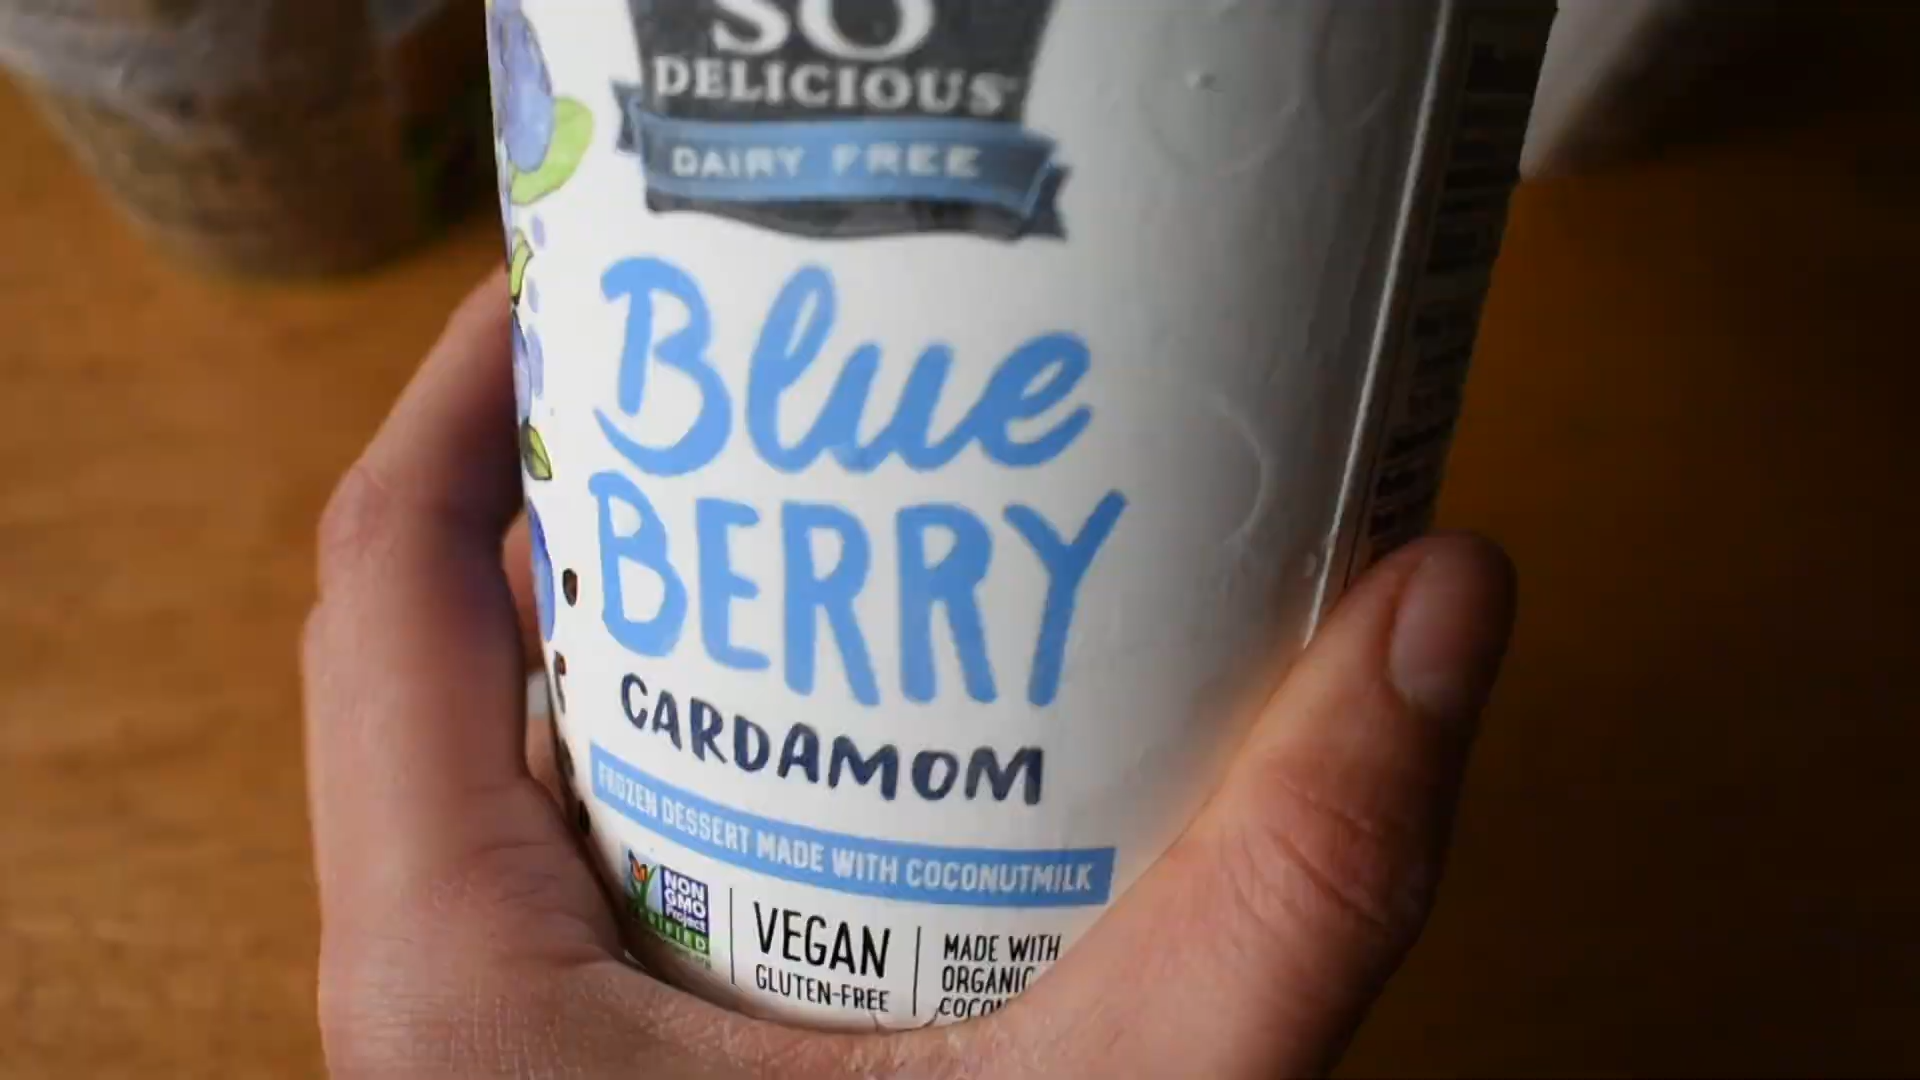 SO
DELICIOUS
DAIRY FREE
Blue
BERRY
CARDAMOM
FROZEN DESSERT MADE WITH COCONUTMILK
NON
GMO
Project
VEGAN
GLUTEN-FREE
MADE WITH
ORGANIC